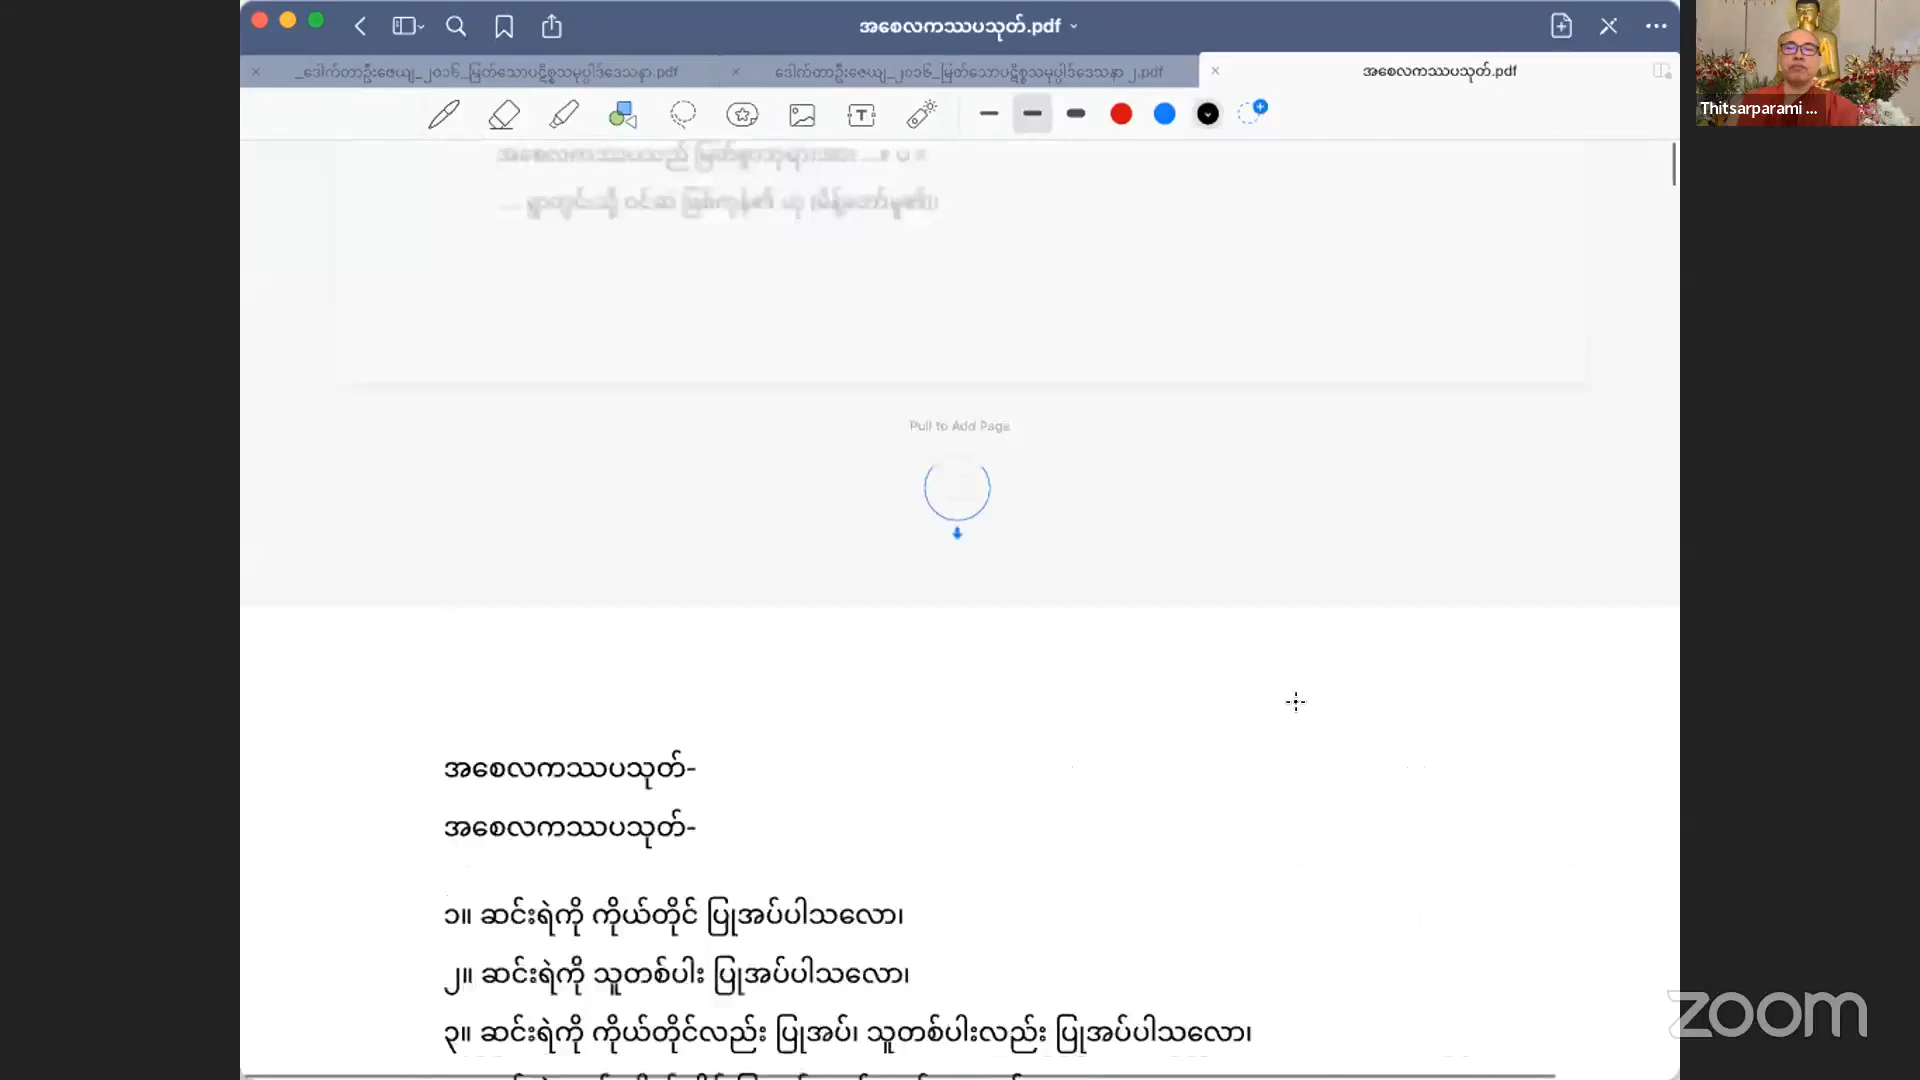 အစေလကဿပသုတ်.pdf
_ဒေါက်တာဦးဇေယျ_၂၀၁၆_မြတ်သောပဋိစ္စသမုပ္ပါဒ်ဒေသနာ.pdf
ဒေါက်တာဦးဇေယျ_၂၀၁၆_မြတ်သောပဋိစ္စသမုပ္ပါဒ်ဒေသနာ ၂.pdf
အစေလကဿပသုတ်.pdf
Thitsarparami ...
Pull to Add Page
အစေလကဿပသုတ်-
အစေလကဿပသုတ်-
၁။ ဆင်းရဲကို ကိုယ်တိုင် ပြုအပ်ပါသလော၊
၂။ ဆင်းရဲကို သူတစ်ပါး ပြုအပ်ပါသလော၊
၃။ ဆင်းရဲကို ကိုယ်တိုင်လည်း ပြုအပ်၊ သူတစ်ပါးလည်း ပြုအပ်ပါသလော၊
zoom